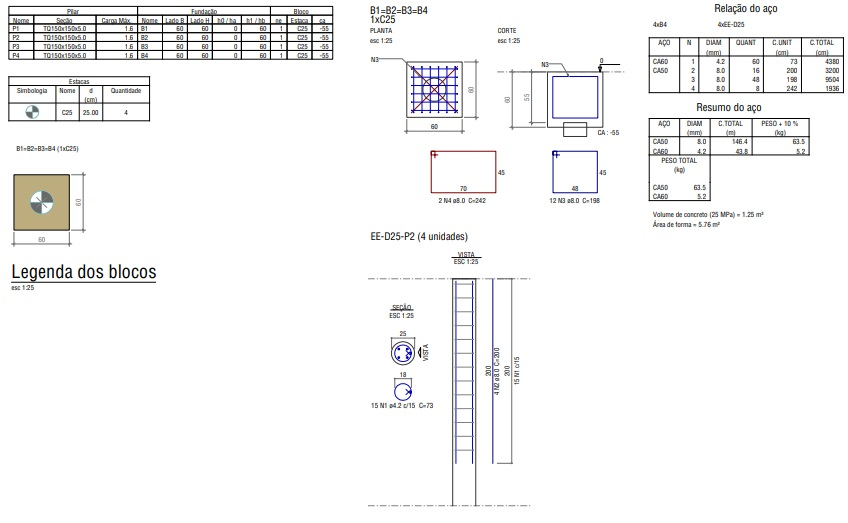 Pilar Fundação Bloco
Nome Seção Carga Máx. Nome Lado B Lado H h0 / ha h1 / hb ne Estaca ca
P1 TQ150x150x5.0 1.6 B1 60 60 0 60 1 C25 -55
P2 TQ150x150x5.0 1.6 B2 60 60 0 60 1 C25 -55
P3 TQ150x150x5.0 1.6 B3 60 60 0 60 1 C25 -55
P4 TQ150x150x5.0 1.6 B4 60 60 0 60 1 C25 -55
Estacas
Simbologia Nome d (cm) Quantidade
C25 25.00 4
B1=B2=B3=B4 (1xC25)
60
60
Legenda dos blocos
esc 1:25
B1=B2=B3=B4
1xC25
PLANTA
esc 1:25
N3
60
60
CORTE
esc 1:25
N3
0
60
55
CA : -55
45
70
2 N4 ø8.0 C=242
45
48
12 N3 ø8.0 C=198
EE-D25-P2 (4 unidades)
VISTA
ESC 1:25
SEÇÃO
ESC 1:25
25
VISTA
18
15 N1 ø4.2 c/15 C=73
200
4 N2 ø8.0 C=200
200
15 N1 c/15
Relação do aço
4xB4 4xEE-D25
AÇO N DIAM (mm) QUANT C.UNIT (cm) C.TOTAL (cm)
CA60 1 4.2 60 73 4380
CA50 2 8.0 16 200 3200
3 8.0 48 198 9504
4 8.0 8 242 1936
Resumo do aço
AÇO DIAM (mm) C.TOTAL (m) PESO + 10 % (kg)
CA50 8.0 146.4 63.5
CA60 4.2 43.8 5.2
PESO TOTAL
(kg)
CA50 63.5
CA60 5.2
Volume de concreto (25 MPa) = 1.25 m³
Área de forma = 5.76 m²